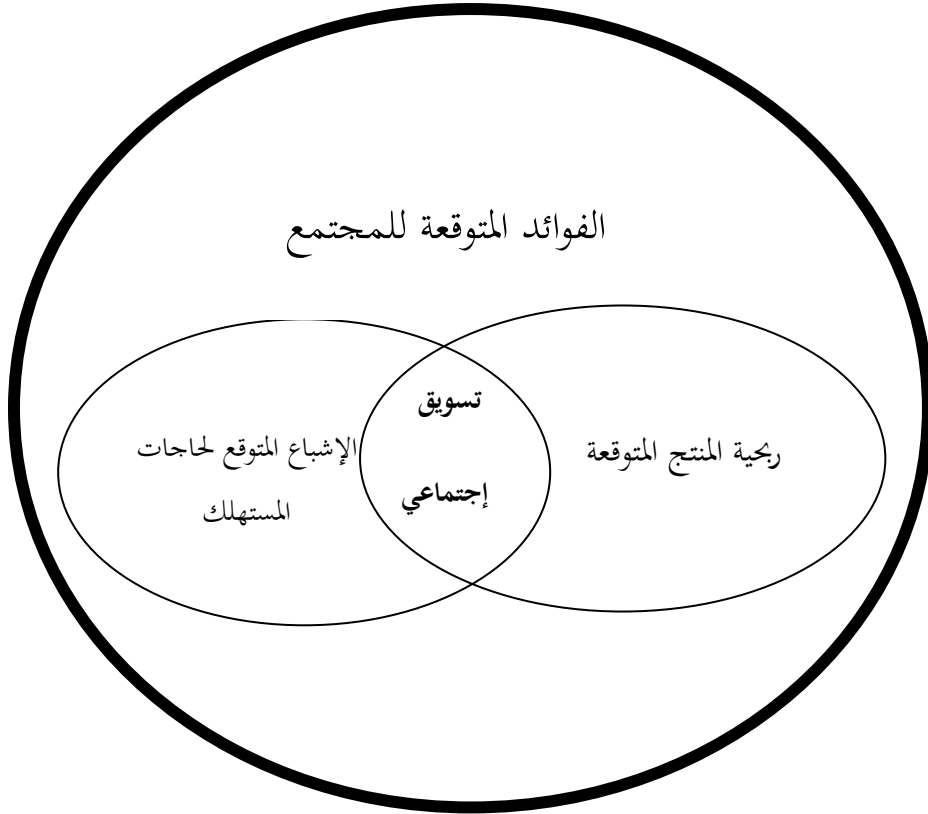 الفوائد المتوقعة للمجتمع
ربحية المنتج المتوقعة
تسويق
إجتماعي
الإشباع المتوقع لحاجات
المستهلك